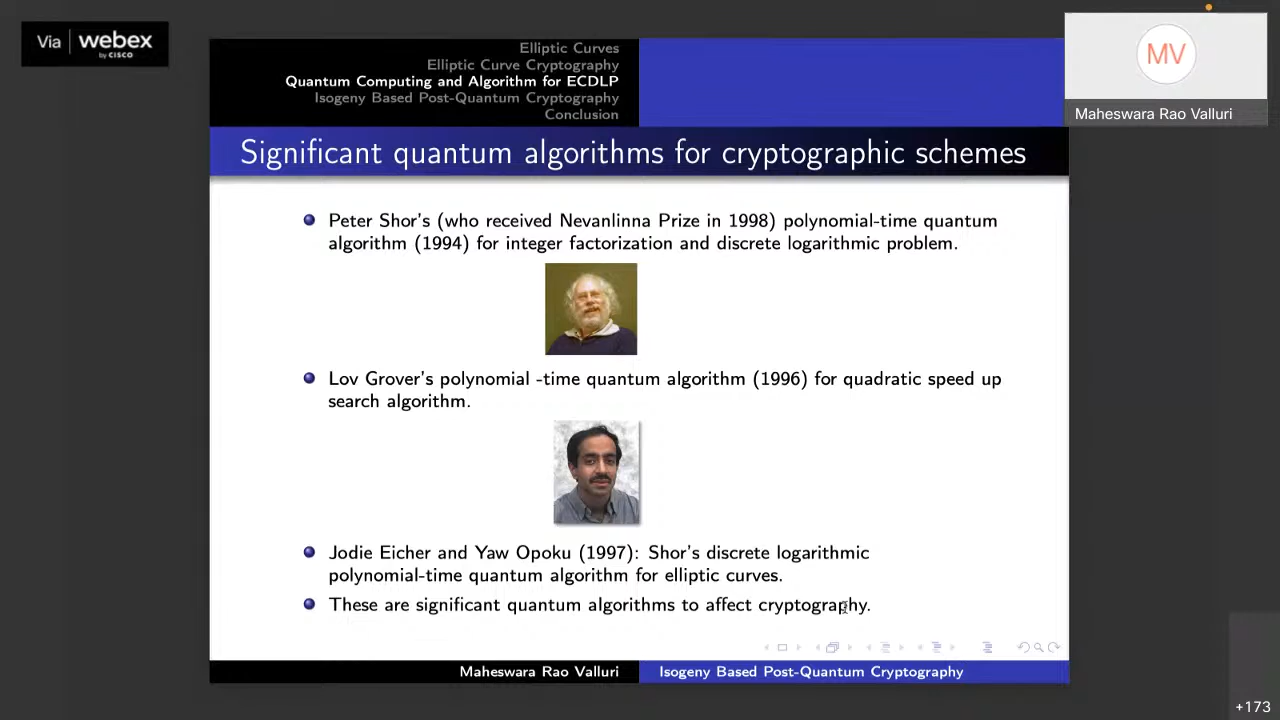 Via webex
by CISCO
Elliptic Curves
Elliptic Curve Cryptography
Quantum Computing and Algorithm for ECDLP
Isogeny Based Post-Quantum Cryptography
Conclusion
MV
Maheswara Rao Valluri
Significant quantum algorithms for cryptographic schemes
Peter Shor's (who received Nevanlinna Prize in 1998) polynomial-time quantum
algorithm (1994) for integer factorization and discrete logarithmic problem.
Lov Grover's polynomial -time quantum algorithm (1996) for quadratic speed up
search algorithm.
Jodie Eicher and Yaw Opoku (1997): Shor's discrete logarithmic
polynomial-time quantum algorithm for elliptic curves.
These are significant quantum algorithms to affect cryptography.
Maheswara Rao Valluri
Isogeny Based Post-Quantum Cryptography
+173